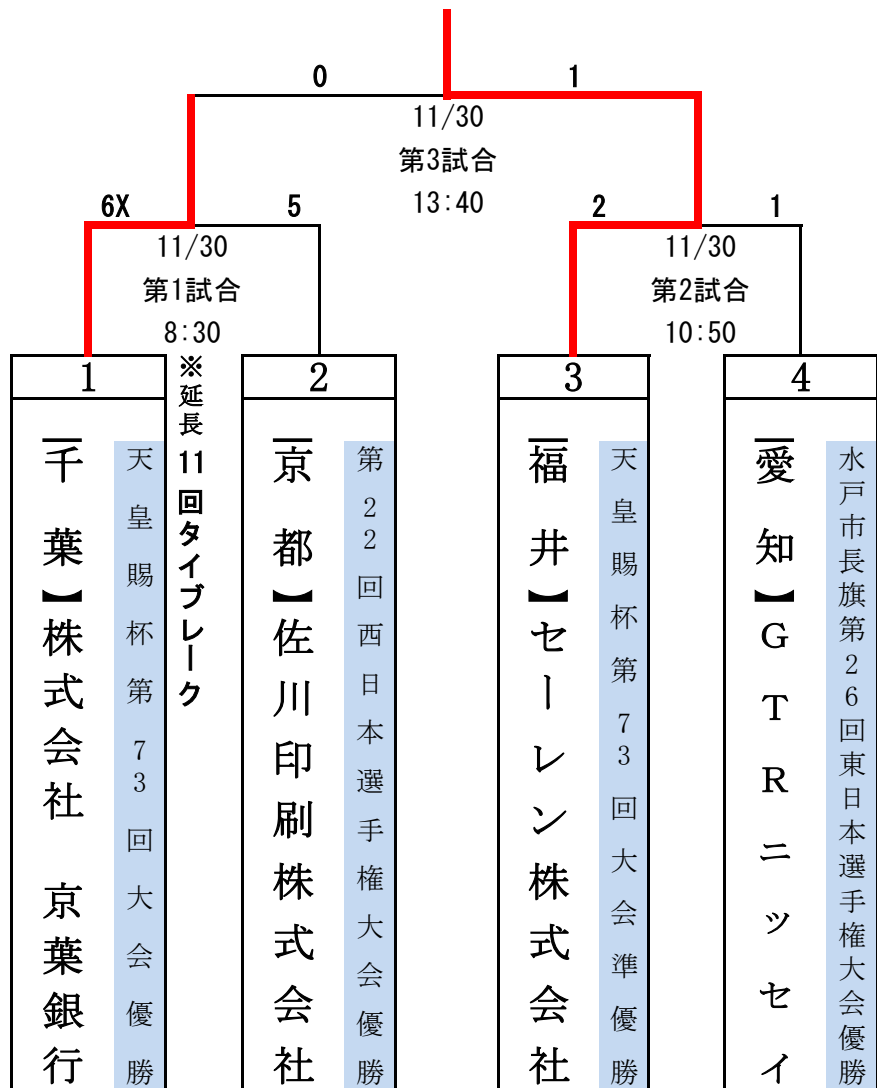 0
1
11/30
第3試合
13:40
6X
5
2
1
11/30
第1試合
8:30
11/30
第2試合
10:50
1
2
3
4
千葉】株式会社 京葉銀行
天皇賜杯第73回大会優勝
※延長11回タイブレーク
京都】佐川印刷株式会社
第22回西日本選手権大会優勝
福井】セーレン株式会社
天皇賜杯第73回大会準優勝
愛知】GTRニッセイ
水戸市長旗第26回東日本選手権大会優勝